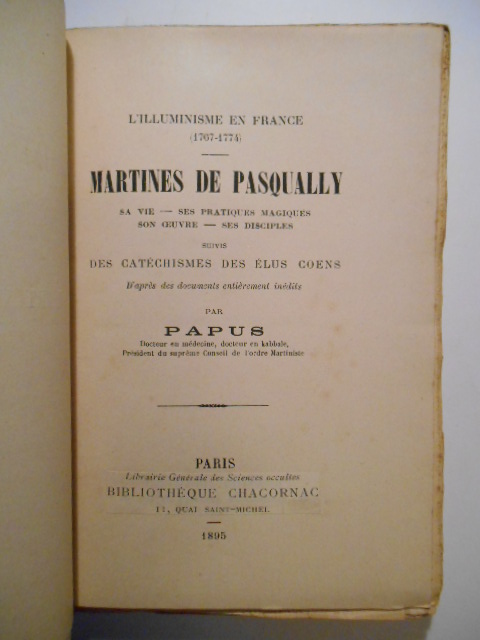 L'ILLUMINISME EN FRANCE
(1767-1774)
MARTINES DE PASQUALLY
SA VIE — SES PRATIQUES MAGIQUES
SON ŒUVRE — SES DISCIPLES
SUIVIS
DES CATÉCHISMES DES ÉLUS COENS
D'après des documents entièrement inédits
PAR
PAPUS
Docteur en médecine, docteur en kabbale,
Président du suprême Conseil de l'ordre Martiniste
PARIS
Librairie Générale des Sciences occultes
BIBLIOTHÈQUE CHACORNAC
11, QUAI SAINT-MICHEL
1895